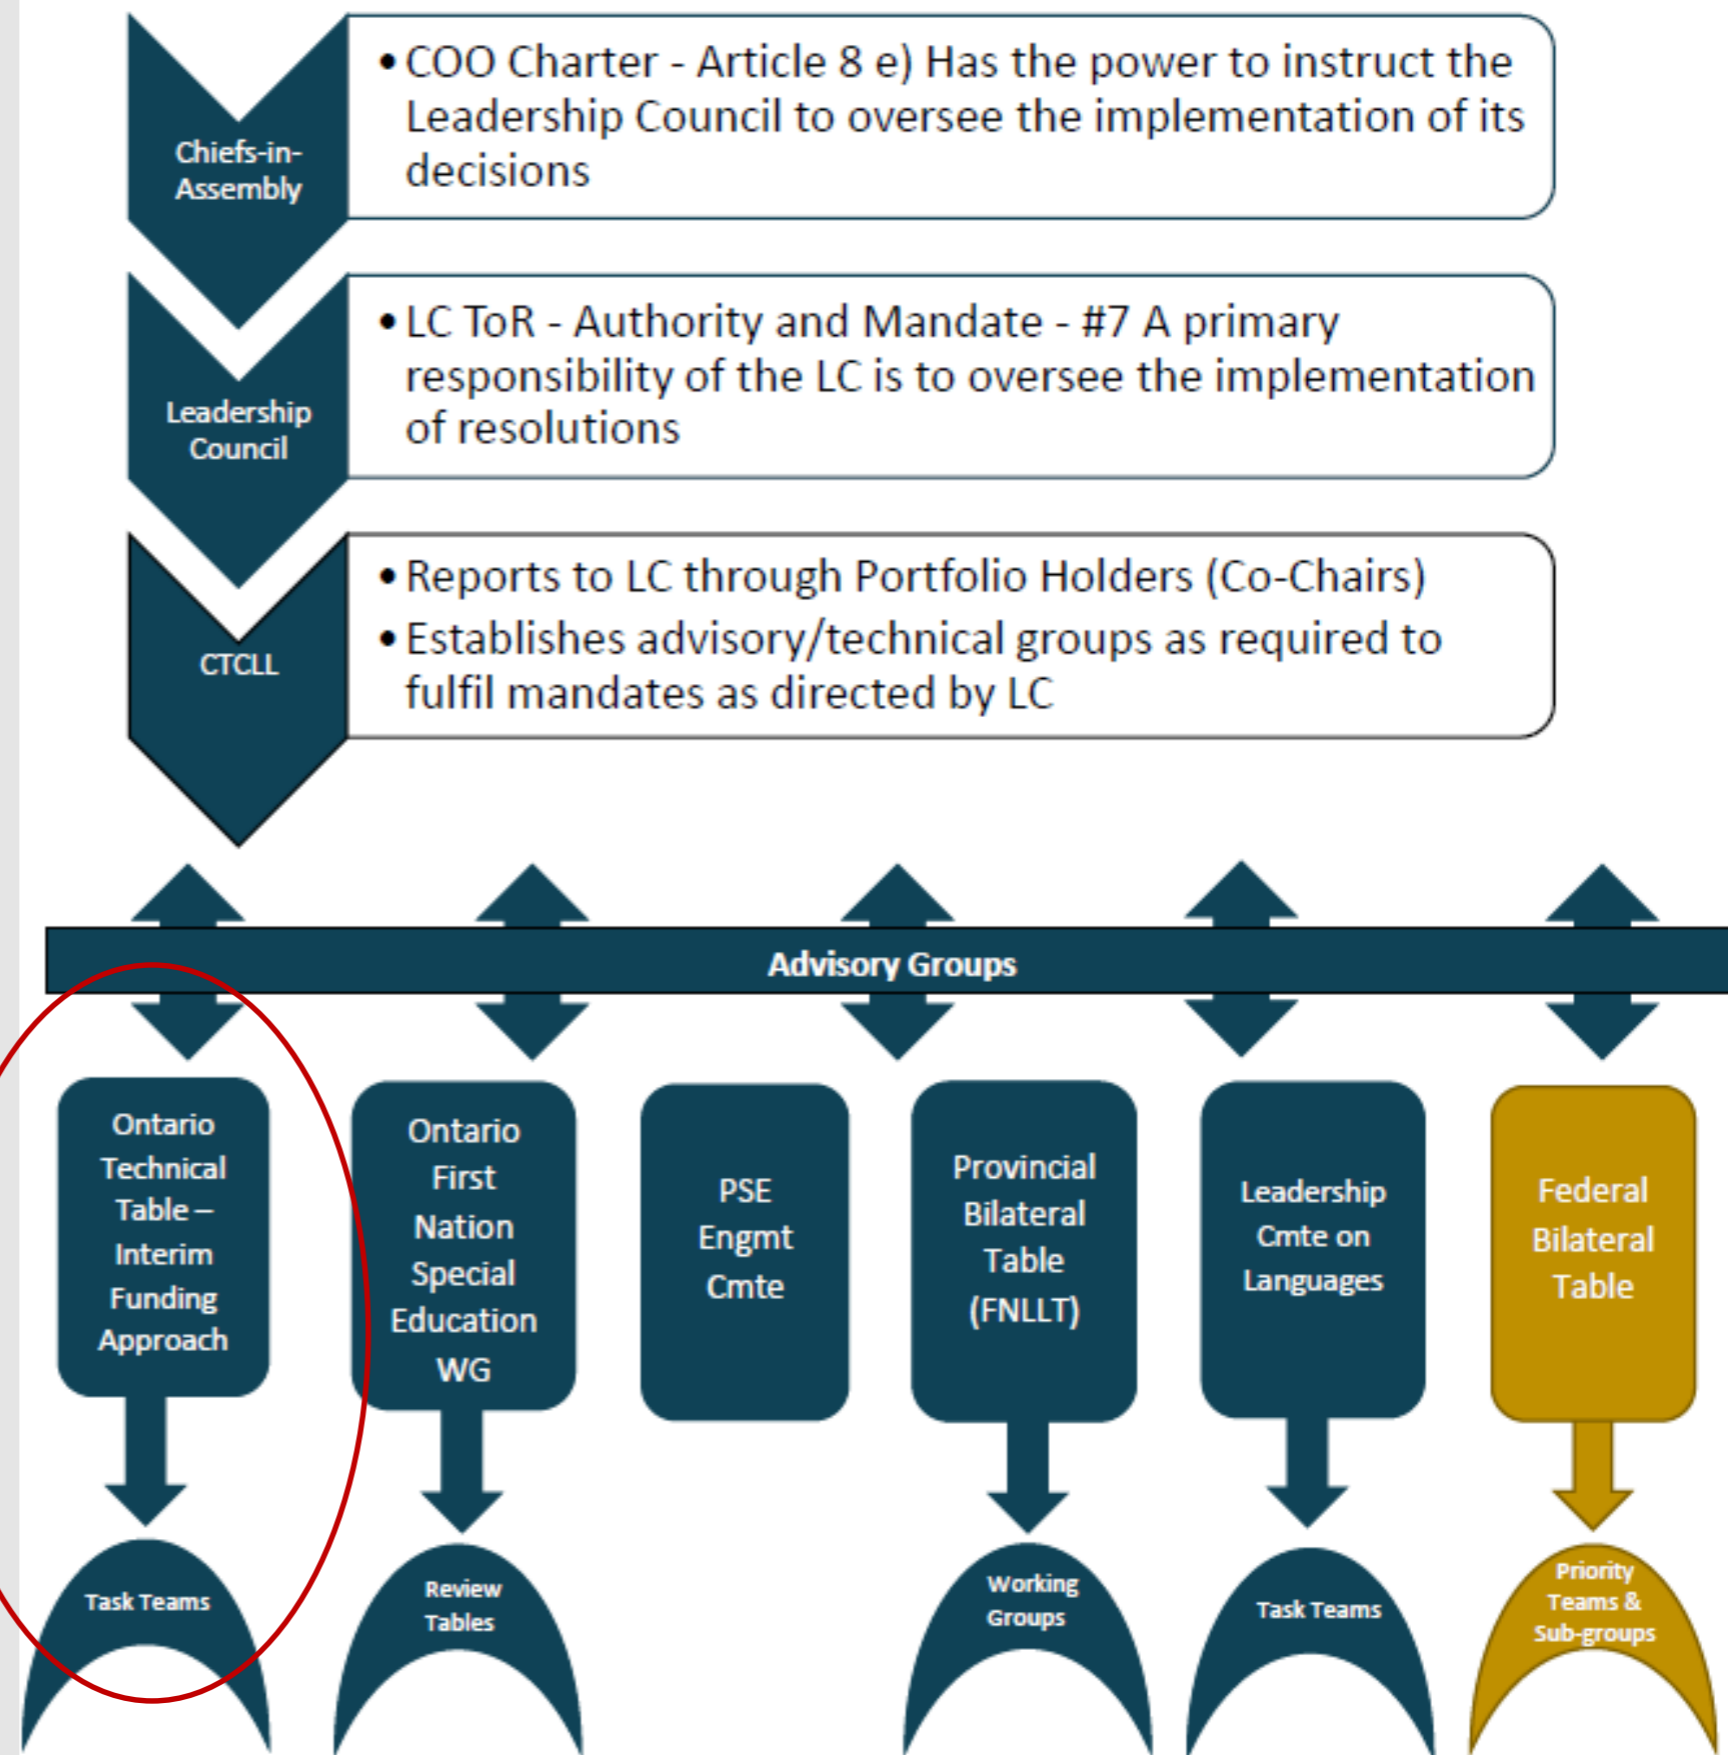 Chiefs-in-
Assembly
• COO Charter - Article 8 e) Has the power to instruct the
Leadership Council to oversee the implementation of its
decisions
Leadership
Council
• LC ToR - Authority and Mandate - #7 A primary
responsibility of the LC is to oversee the implementation
of resolutions
CTCLL
• Reports to LC through Portfolio Holders (Co-Chairs)
• Establishes advisory/technical groups as required to
fulfil mandates as directed by LC
Advisory Groups
Ontario
Technical
Table –
Interim
Funding
Approach
Ontario
First
Nation
Special
Education
WG
PSE
Engmt
Cmte
Provincial
Bilateral
Table
(FNLLT)
Leadership
Cmte on
Languages
Federal
Bilateral
Table
Task Teams
Review
Tables
Working
Groups
Task Teams
Priority
Teams &
Sub-groups